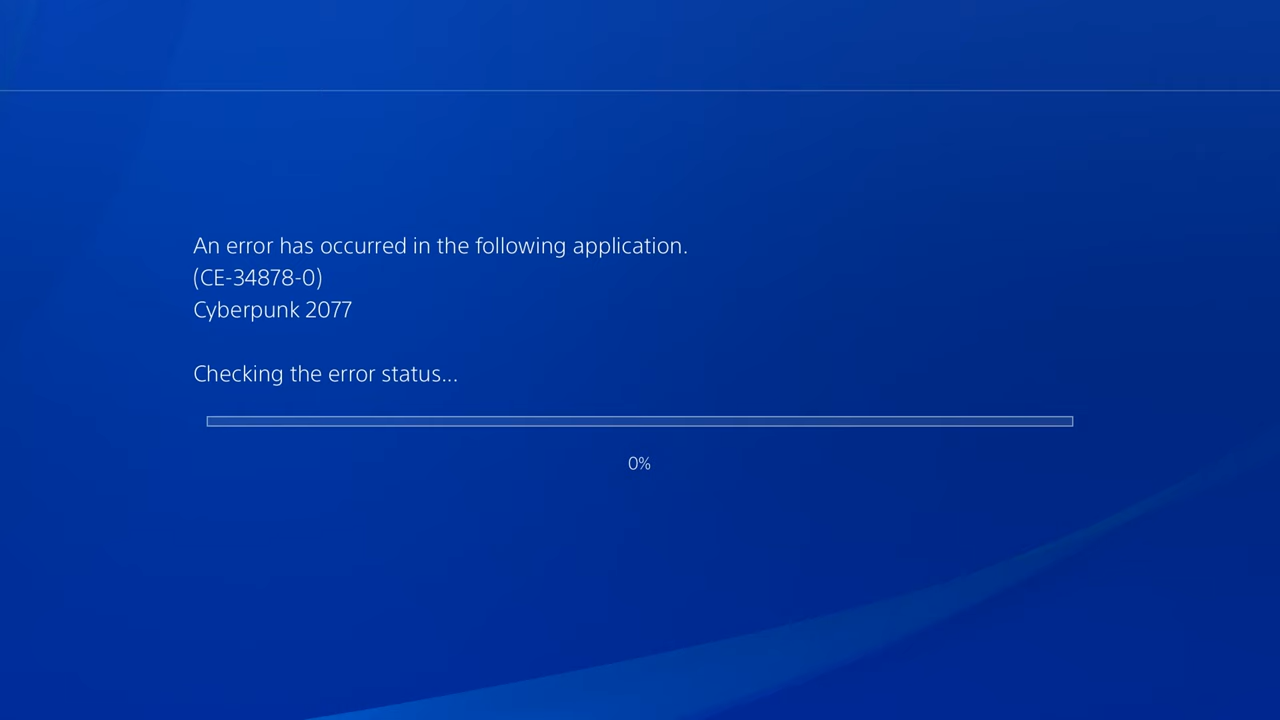 An error has occurred in the following application.
(CE-34878-0)
Cyberpunk 2077
Checking the error status...
0%